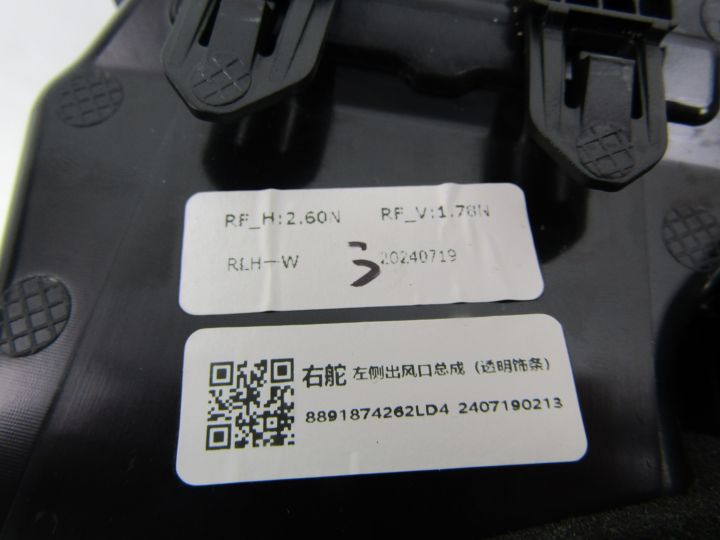 RF_H:2.60N RF_V:1.78N
RLH-W 20240719
右舵 左侧出风口总成 (透明饰条)
8891874262LD4 2407190213